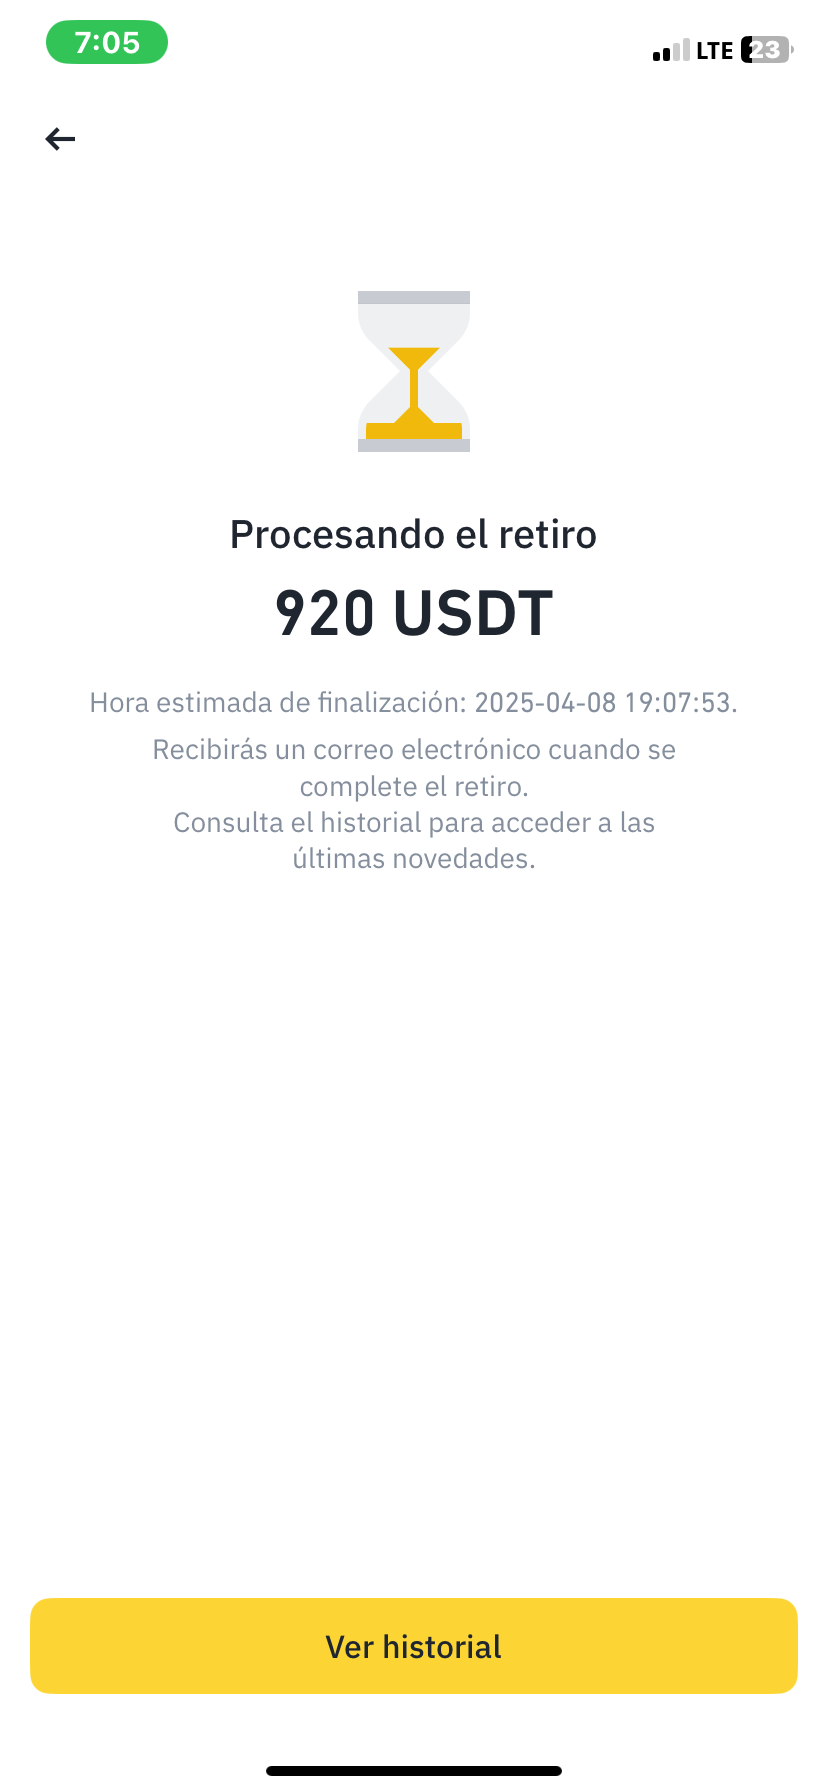 7:05
LTE 23
Procesando el retiro
920 USDT
Hora estimada de finalización: 2025-04-08 19:07:53.
Recibirás un correo electrónico cuando se
complete el retiro.
Consulta el historial para acceder a las
últimas novedades.
Ver historial